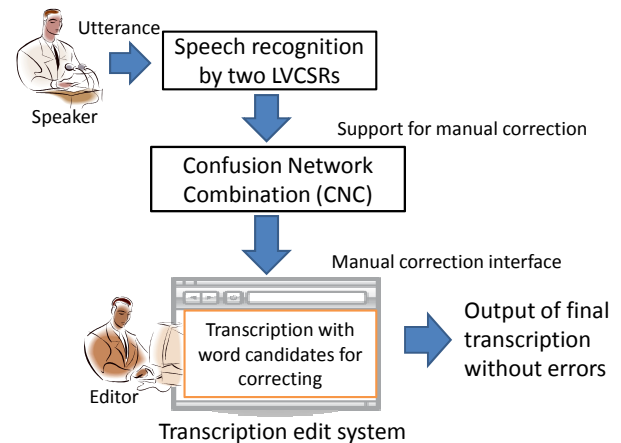 Utterance
Speech recognition
by two LVCSRs
Speaker
Support for manual correction
Confusion Network
Combination (CNC)
Manual correction interface
Transcription with
word candidates for
correcting
Output of final
transcription
without errors
Editor
Transcription edit system